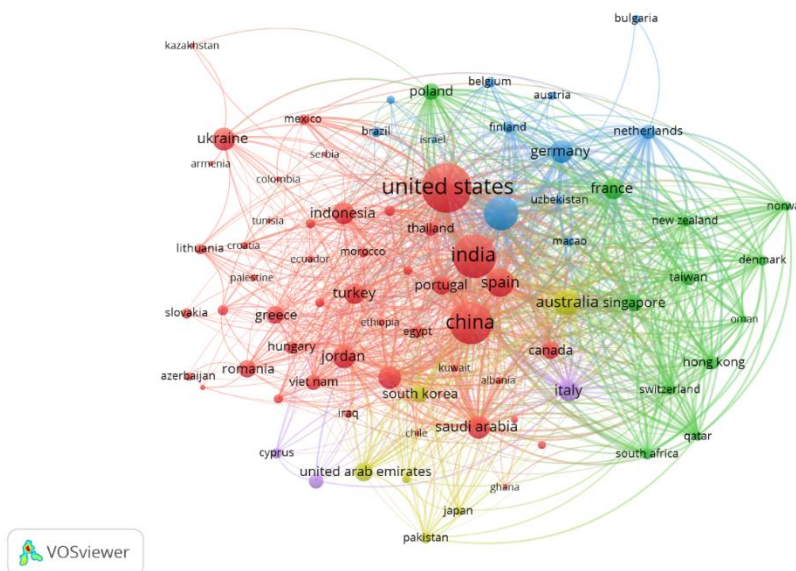 bulgaria
kazakhstan
belgium
poland
austria
mexico
brazil
finland
netherlands
ukraine
israel
germany
serbia
armenia
colombia
united states
uzbekistan
france
norwa
indonesia
new zealand
tunisia
thailand
lithuania
croatia
morocco
macao
ecuador
india
denmark
palestine
portugal
spain
taiwan
turkey
australia
singapore
slovakia
greece
ethiopia
egypt
china
oman
hungary
jordan
canada
hong kong
romania
kuwait
azerbaijan
viet nam
albania
south korea
italy
switzerland
iraq
chile
saudi arabia
qatar
cyprus
south africa
united arab emirates
ghana
japan
pakistan
VOSviewer